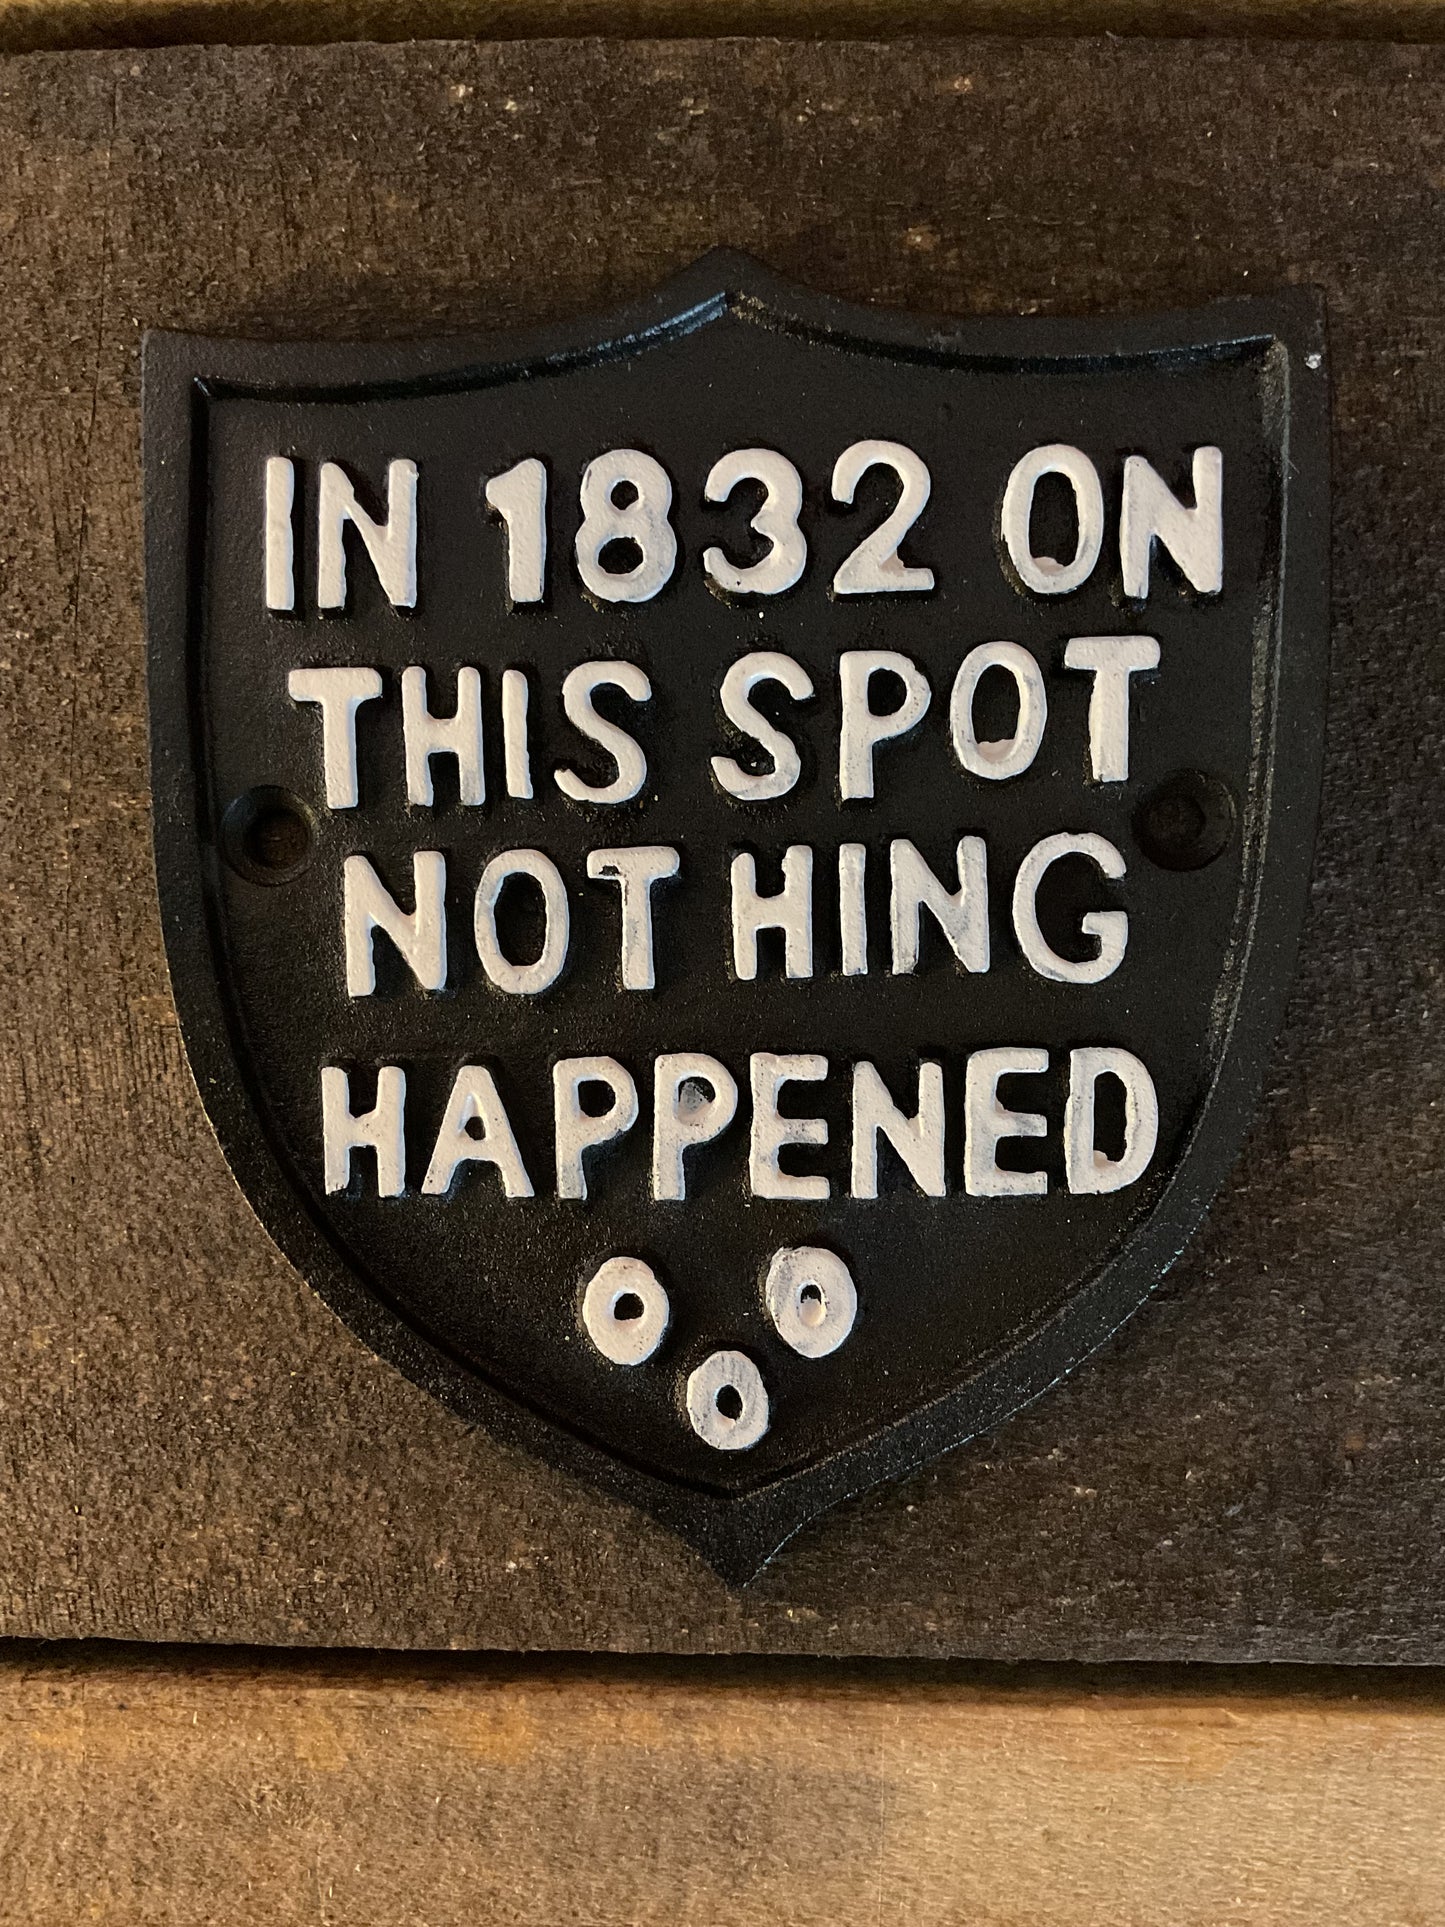 IN 1832 ON
THIS SPOT
NOT HING
HAPPENED